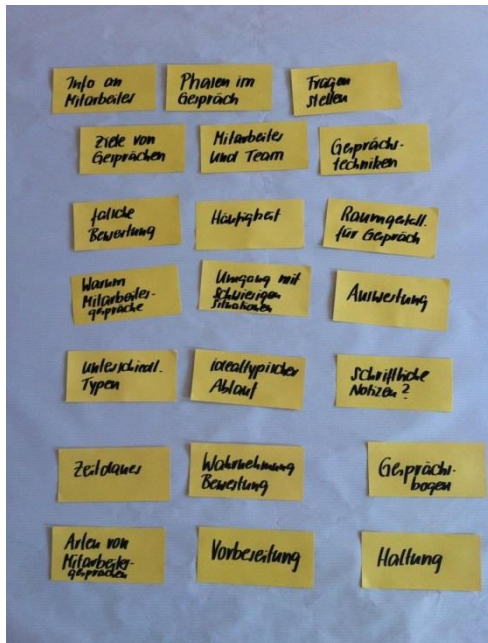 Info an
Mitarbeiter
Phasen im
Gespräch
Fragen
stellen
Ziele von
Gesprächen
Mitarbeiter
und Team
Gesprächs-
techniken
falsche
Bewertung
Häufigkeit
Raumgestalt.
für Gespräch
Warum
Mitarbeiter-
gespräche
Umgang mit
schwierigen
Situationen
Auswertung
Unterschiedl.
Typen
idealtypischer
Ablauf
schriftliche
Notizen?
Zeitdauer
Wahrnehmung
Bewertung
Gesprächs-
bogen
Arten von
Mitarbeiter-
gesprächen
Vorbereitung
Haltung